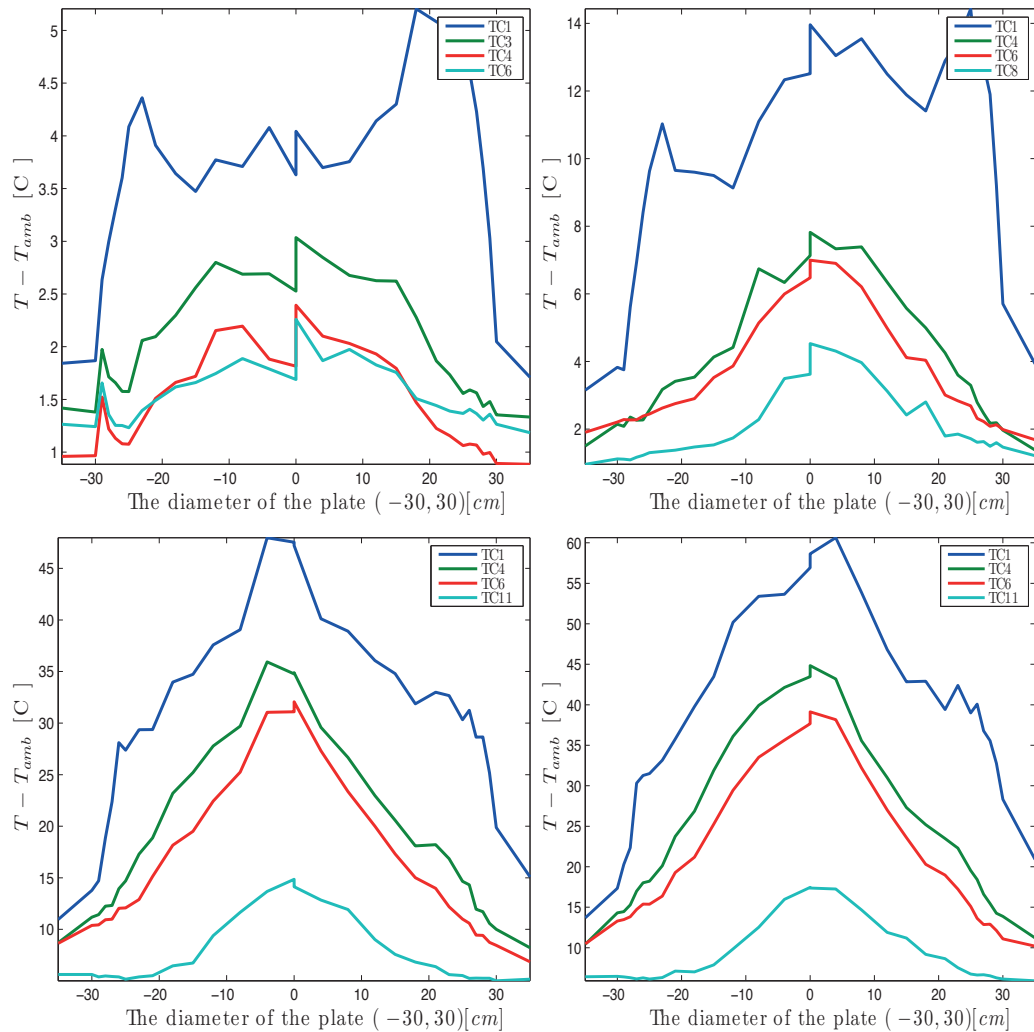 5
4.5
4
3.5
3
2.5
2
1.5
1
T − Tamb [C ]
TC1
TC3
TC4
TC6
−30 −20 −10 0 10 20 30
The diameter of the plate ( −30, 30)[cm]
14
12
10
8
6
4
2
T − Tamb [C ]
TC1
TC4
TC6
TC8
−30 −20 −10 0 10 20 30
The diameter of the plate ( −30, 30)[cm]
45
40
35
30
25
20
15
10
T − Tamb [C ]
TC1
TC4
TC6
TC11
−30 −20 −10 0 10 20 30
The diameter of the plate ( −30, 30)[cm]
60
55
50
45
40
35
30
25
20
15
10
T − Tamb [C ]
TC1
TC4
TC6
TC11
−30 −20 −10 0 10 20 30
The diameter of the plate ( −30, 30)[cm]